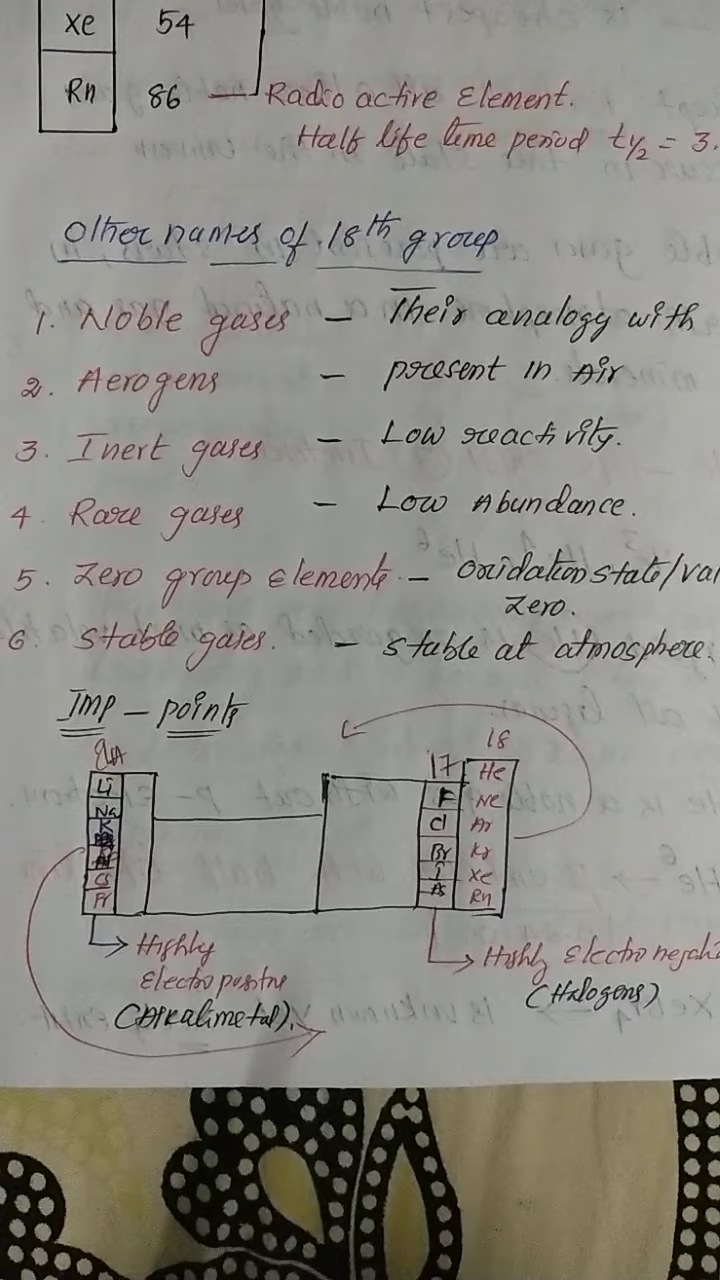 Xe 54
Rn 86 — Radio active Element.
Half life time period t½ = 3.
Other names of 18th group
1. Noble gases — Their analogy with
2. Aerogens — present in Air
3. Inert gases — Low reactivity.
4 Rare gases — Low Abundance.
5. Zero group Elements — oxidation state/val
Zero.
6 Stable gases. — stable at atmosphere.
Imp — points
18
17 He
Li F Ne
Na Cl Ar
K Br Kr
I Xe
Cs As Rn
Fr
Highly
Electropositive
(Alkalimetal).
Highly Electronegati
(Halogens)